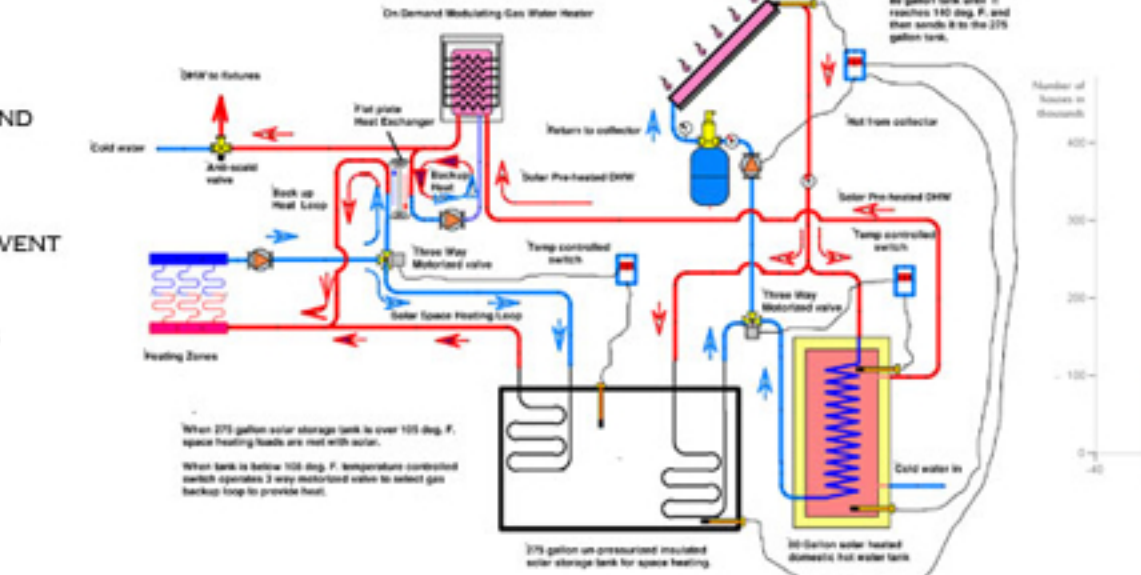 On Demand Modulating Gas Water Heater
80 gallon tank until it
reaches 140 deg. F. and
then sends it to the 275
gallon tank.
DHW to fixtures
Number of
houses in
thousands
ND
Flat plate
Heat Exchanger
Return to collector
Hot from collector
Cold water
400
Anti-scald
valve
Back up
Heat Loop
Backup
Heat
Solar Pre-heated DHW
Solar Pre-heated DHW
300
VENT
Three Way
Motorized valve
Temp controlled
switch
Temp controlled
switch
Solar Space Heating Loop
Three Way
Motorized valve
200
Heating Zones
100
When 275 gallon solar storage tank is over 105 deg. F.
space heating loads are met with solar.
When tank is below 105 deg. F. temperature controlled
switch operates 3 way motorized valve to select gas
backup loop to provide heat.
Cold water in
0
-40
275 gallon un-pressurized insulated
solar storage tank for space heating.
80 Gallon solar heated
domestic hot water tank